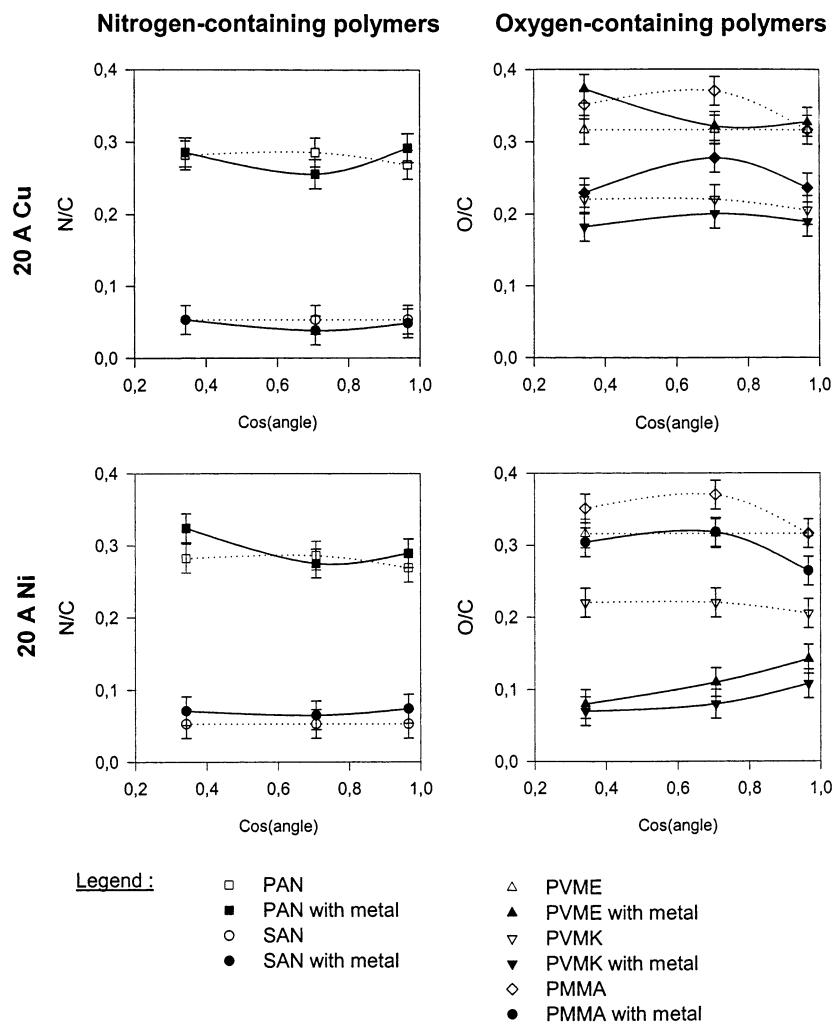 Nitrogen-containing polymers
Oxygen-containing polymers
20 A Cu
N/C
0,4
0,3
0,2
0,1
0,0
0,2
0,4
0,6
0,8
1,0
Cos(angle)
O/C
0,4
0,3
0,2
0,1
0,0
0,2
0,4
0,6
0,8
1,0
Cos(angle)
20 A Ni
N/C
0,4
0,3
0,2
0,1
0,0
0,2
0,4
0,6
0,8
1,0
Cos(angle)
O/C
0,4
0,3
0,2
0,1
0,0
0,2
0,4
0,6
0,8
1,0
Cos(angle)
Legend :
PAN
PAN with metal
SAN
SAN with metal
PVME
PVME with metal
PVMK
PVMK with metal
PMMA
PMMA with metal